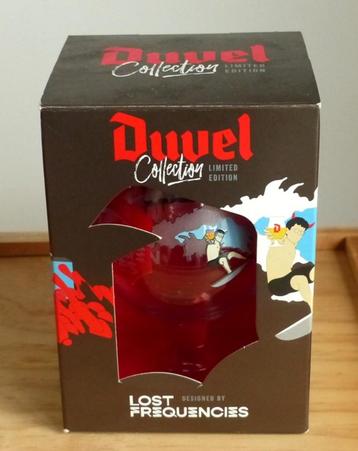 Duvel
Collection LIMITED EDITION
Duvel
Collection LIMITED EDITION
LOST FREQUENCIES DESIGNED BY